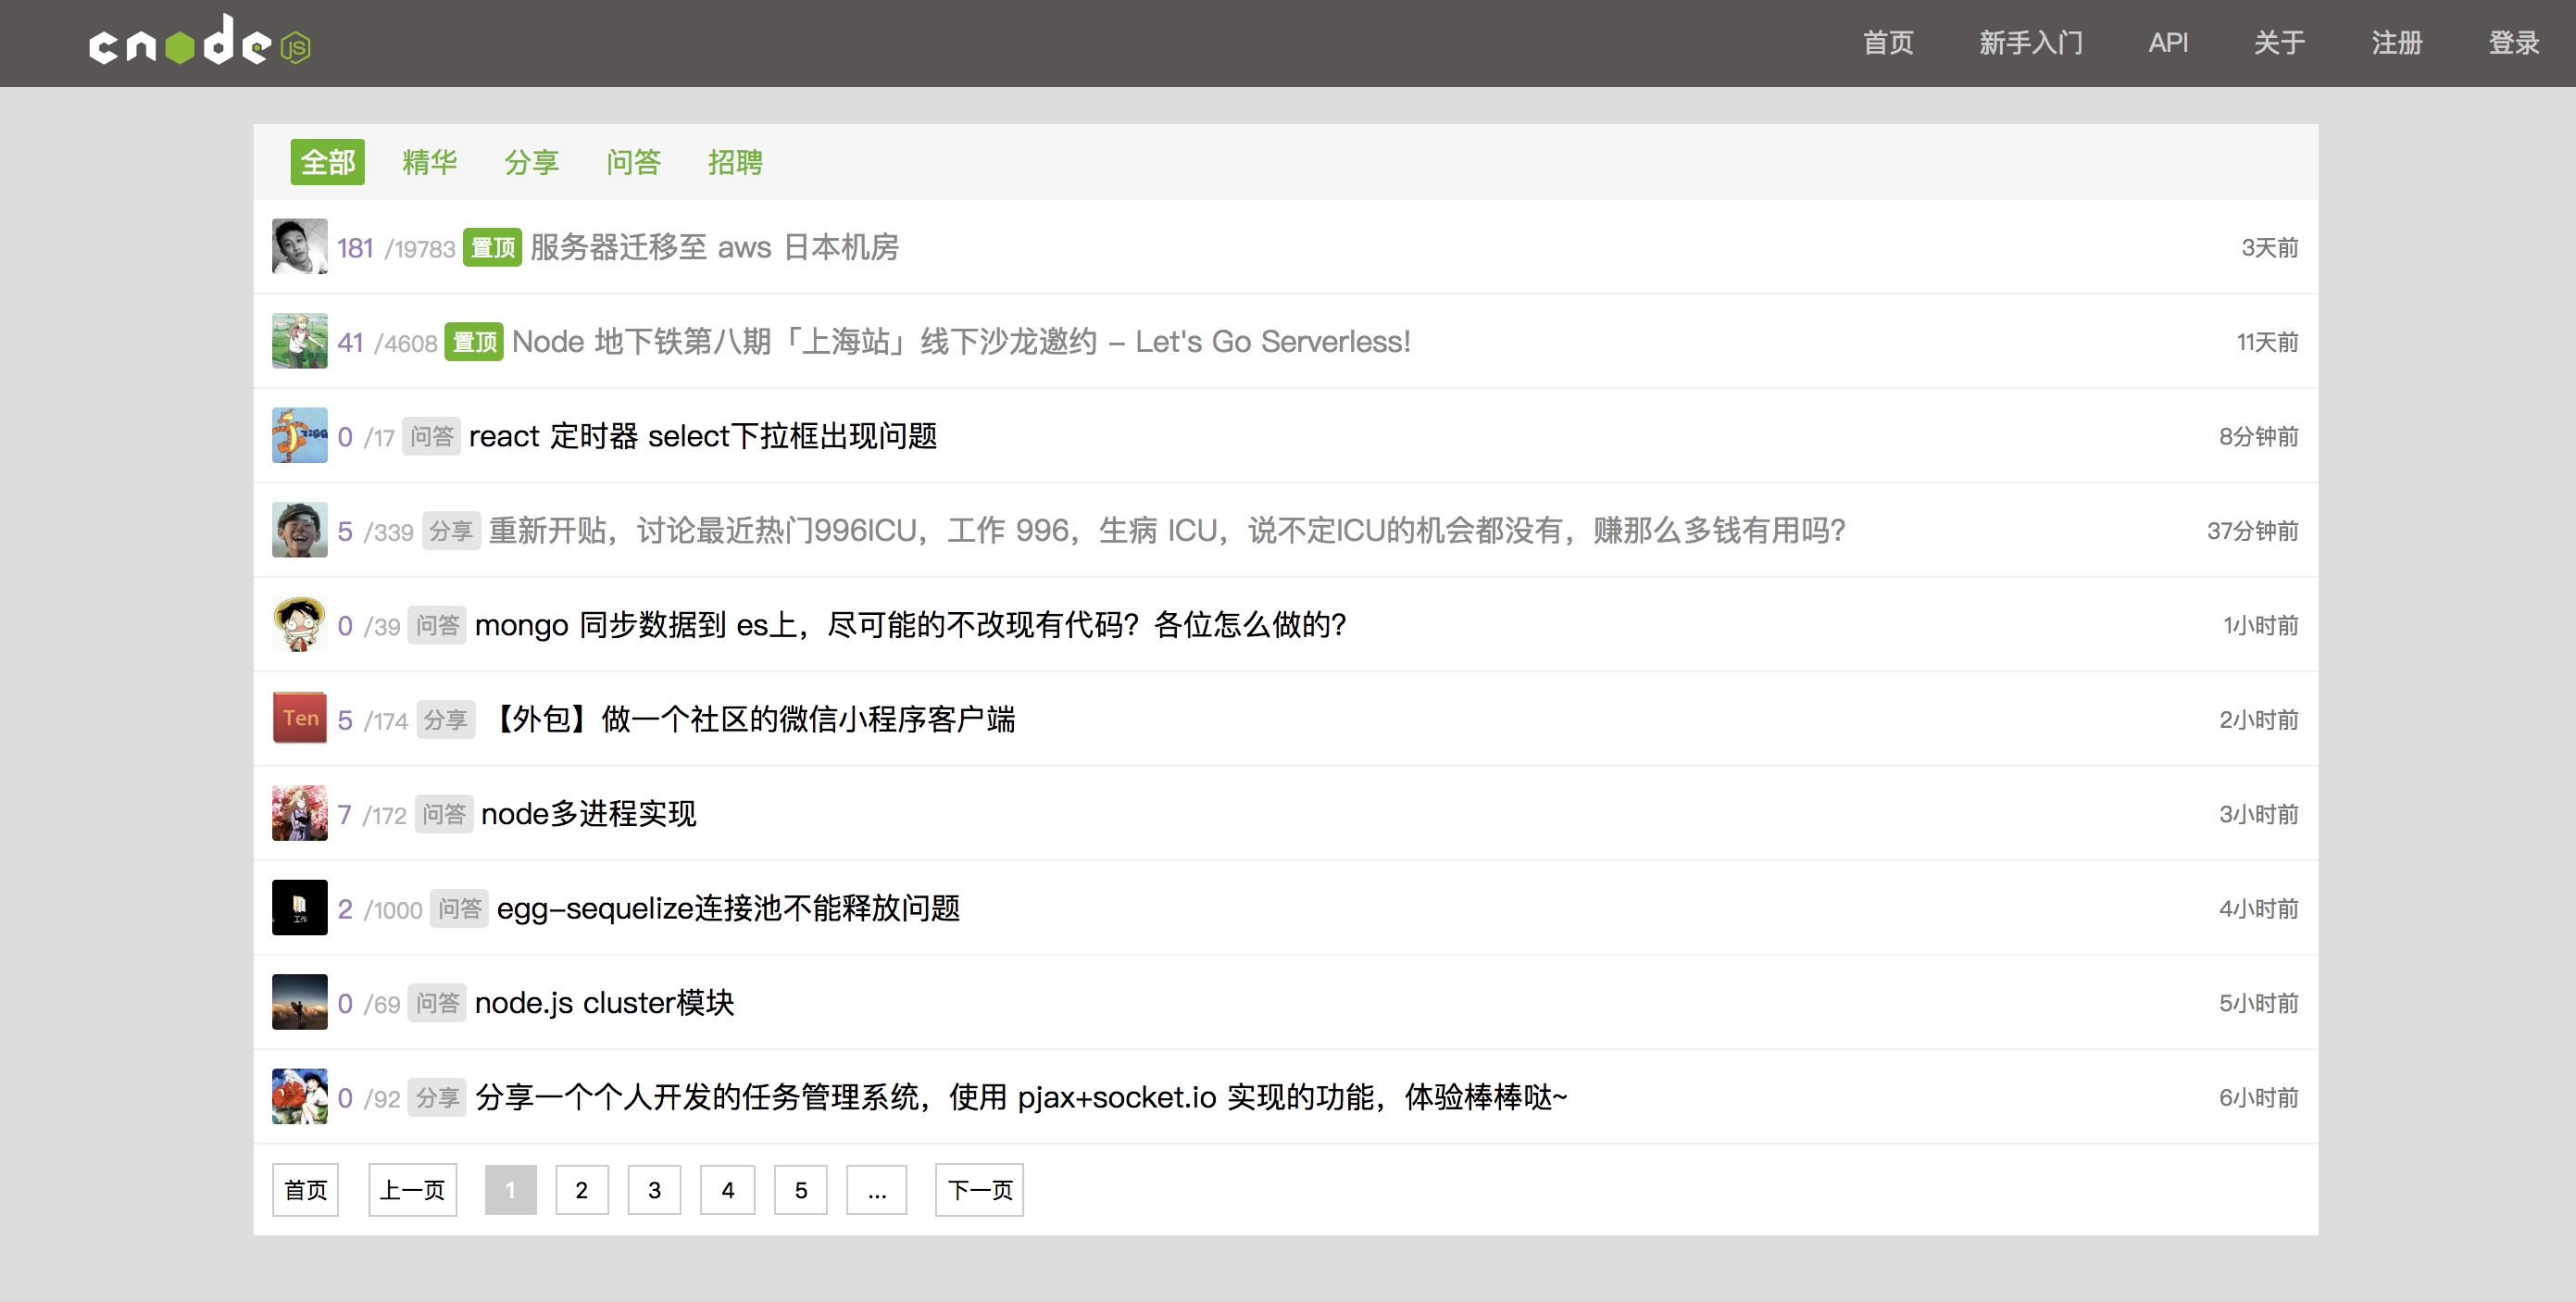 cnode JS 首页 新手入门 API 关于 注册 登录
全部 精华 分享 问答 招聘
181 /19783 置顶 服务器迁移至 aws 日本机房 3天前
41 /4608 置顶 Node 地下铁第八期「上海站」线下沙龙邀约 - Let's Go Serverless! 11天前
0 /17 问答 react 定时器 select下拉框出现问题 8分钟前
5 /339 分享 重新开贴，讨论最近热门996ICU，工作 996，生病 ICU，说不定ICU的机会都没有，赚那么多钱有用吗？ 37分钟前
0 /39 问答 mongo 同步数据到 es上，尽可能的不改现有代码？各位怎么做的？ 1小时前
Ten 5 /174 分享 【外包】做一个社区的微信小程序客户端 2小时前
7 /172 问答 node多进程实现 3小时前
工作 2 /1000 问答 egg-sequelize连接池不能释放问题 4小时前
0 /69 问答 node.js cluster模块 5小时前
0 /92 分享 分享一个个人开发的任务管理系统，使用 pjax+socket.io 实现的功能，体验棒棒哒~ 6小时前
首页 上一页 1 2 3 4 5 ... 下一页